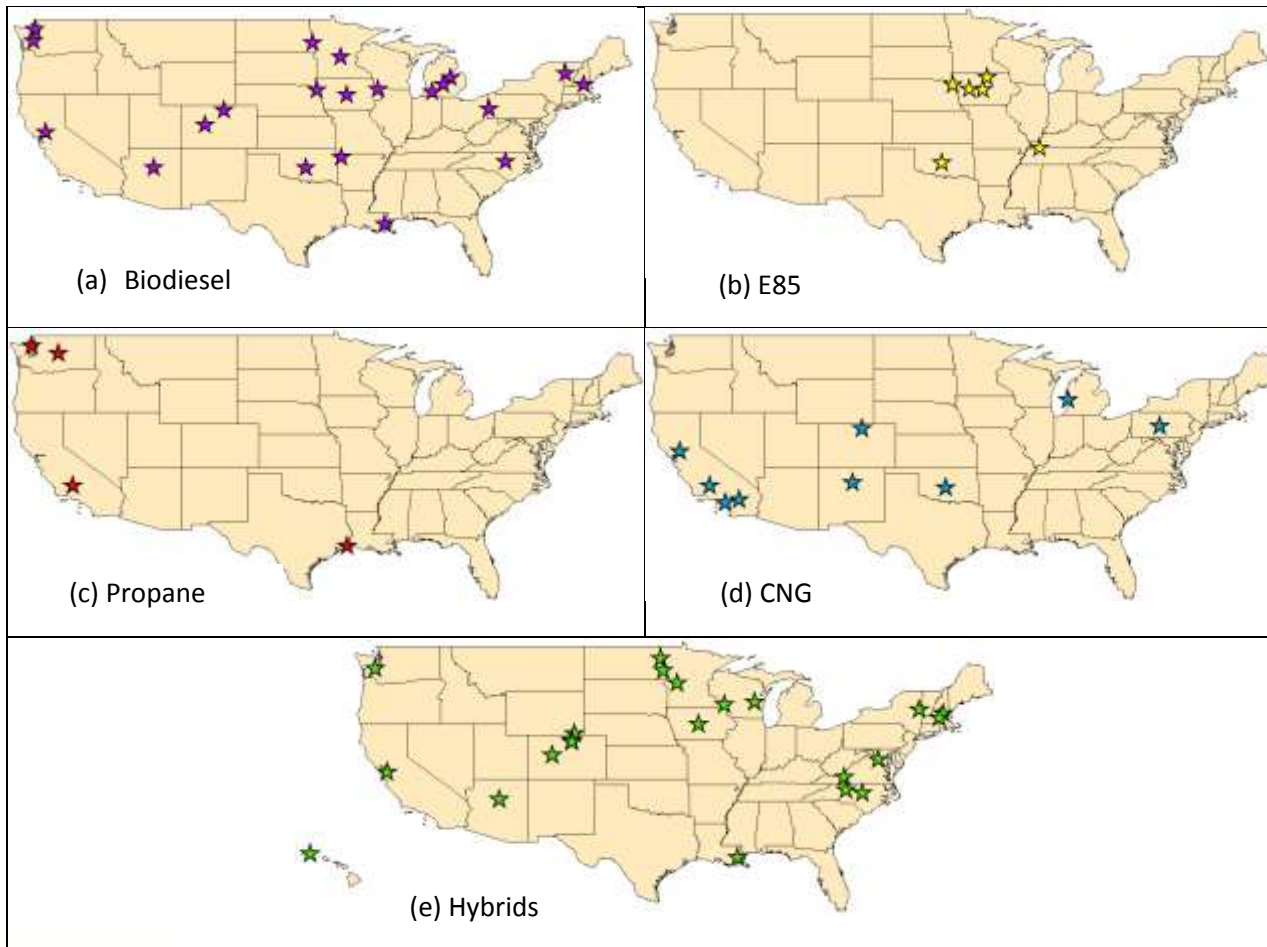 (a) Biodiesel
(b) E85
(c) Propane
(d) CNG
(e) Hybrids